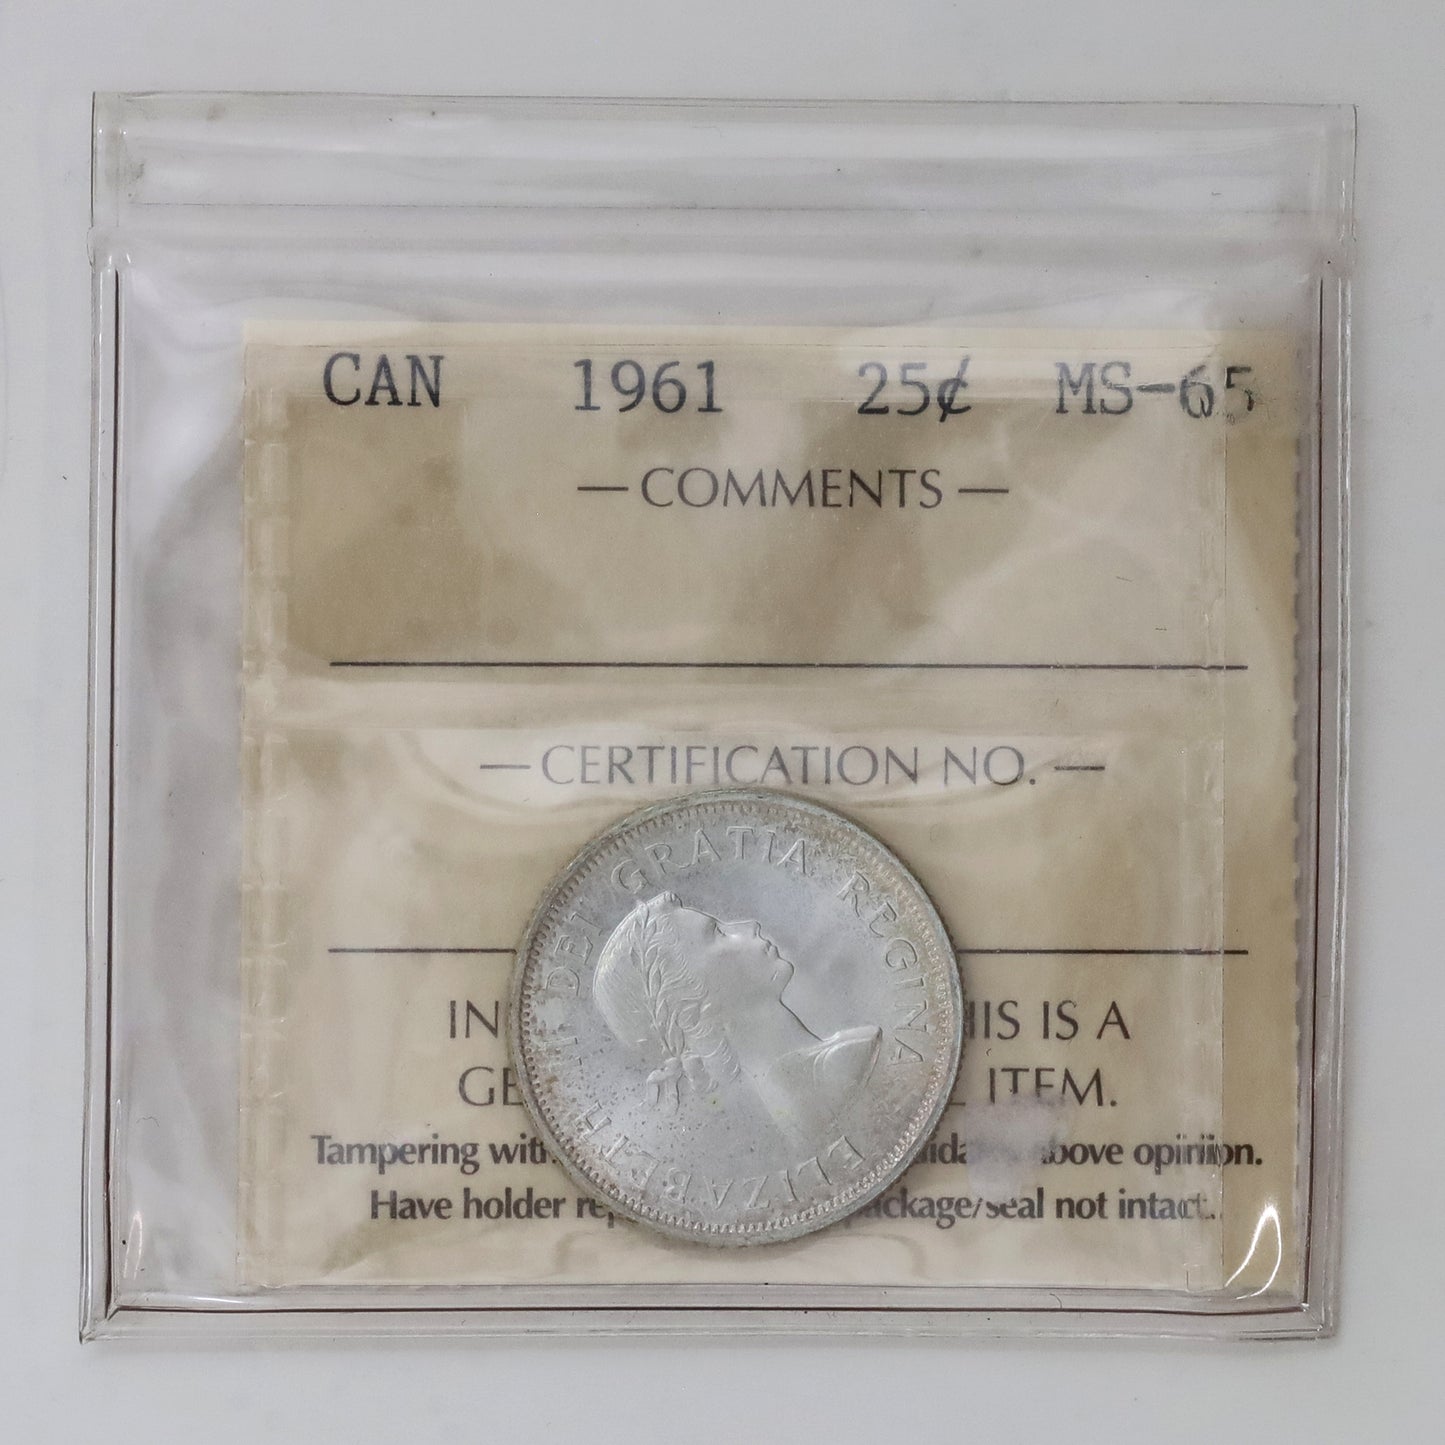 CAN 1961 25¢ MS-65
— COMMENTS —
— CERTIFICATION NO. —
ELIZABETH II DEI GRATIA REGINA
IN HIS IS A
GE ITEM.
Tampering with above opinion.
Have holder package/seal not intact.